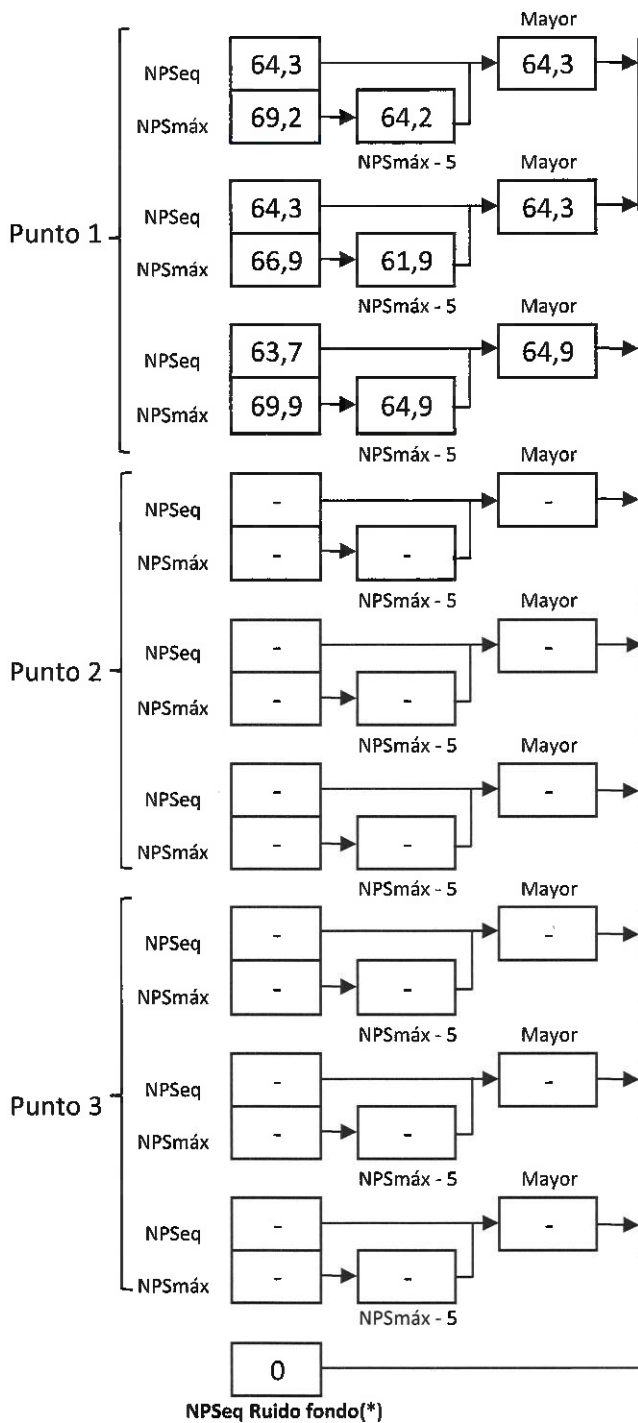 Mayor
NPSeq 64,3 64,3
NPSmáx 69,2 64,2
NPSmáx - 5
Mayor
NPSeq 64,3 64,3
Punto 1
NPSmáx 66,9 61,9
NPSmáx - 5
Mayor
NPSeq 63,7 64,9
NPSmáx 69,9 64,9
NPSmáx - 5
Mayor
NPSeq - -
NPSmáx - -
NPSmáx - 5
Mayor
NPSeq - -
Punto 2
NPSmáx - -
NPSmáx - 5
Mayor
NPSeq - -
NPSmáx - -
NPSmáx - 5
Mayor
NPSeq - -
NPSmáx - -
NPSmáx - 5
Mayor
NPSeq - -
Punto 3
NPSmáx - -
NPSmáx - 5
Mayor
NPSeq - -
NPSmáx - -
NPSmáx - 5
0
NPSeq Ruido fondo(*)